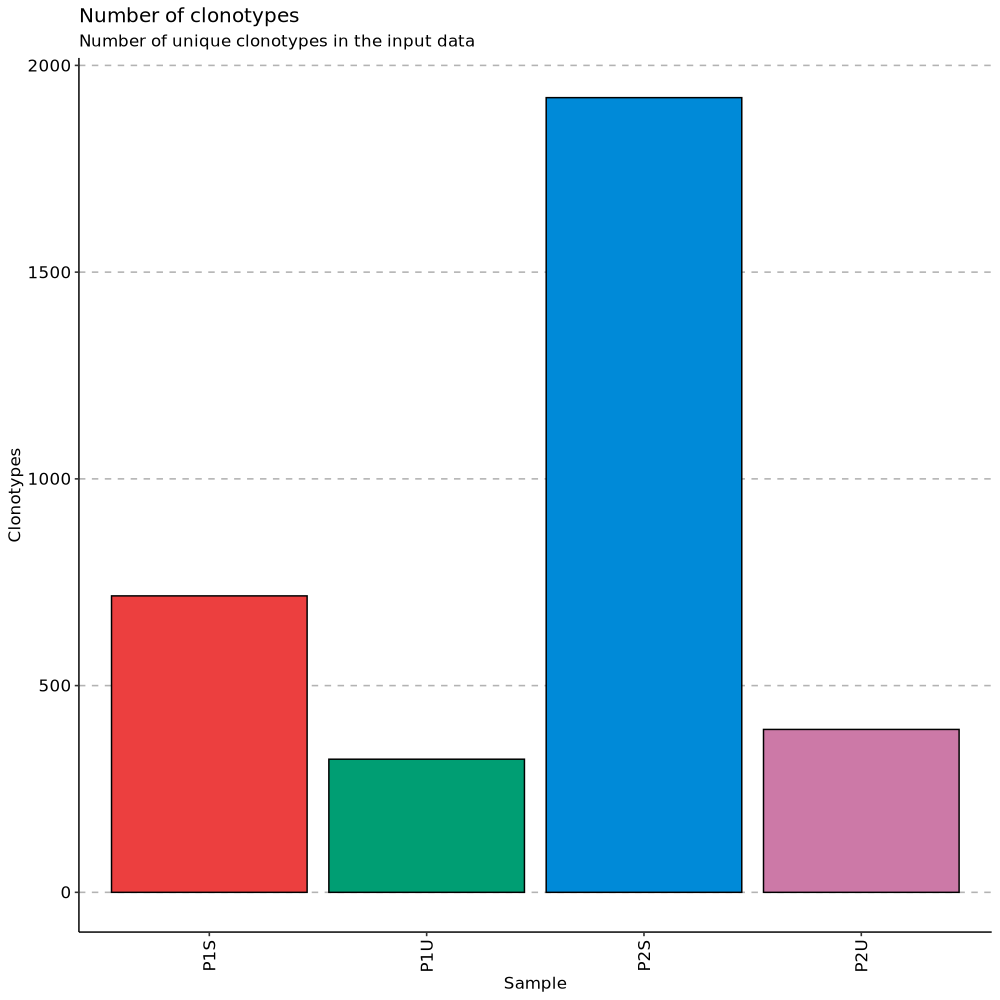 Number of clonotypes
Number of unique clonotypes in the input data
2000
1500
1000
500
0
Clonotypes
P1S
P1U
P2S
P2U
Sample